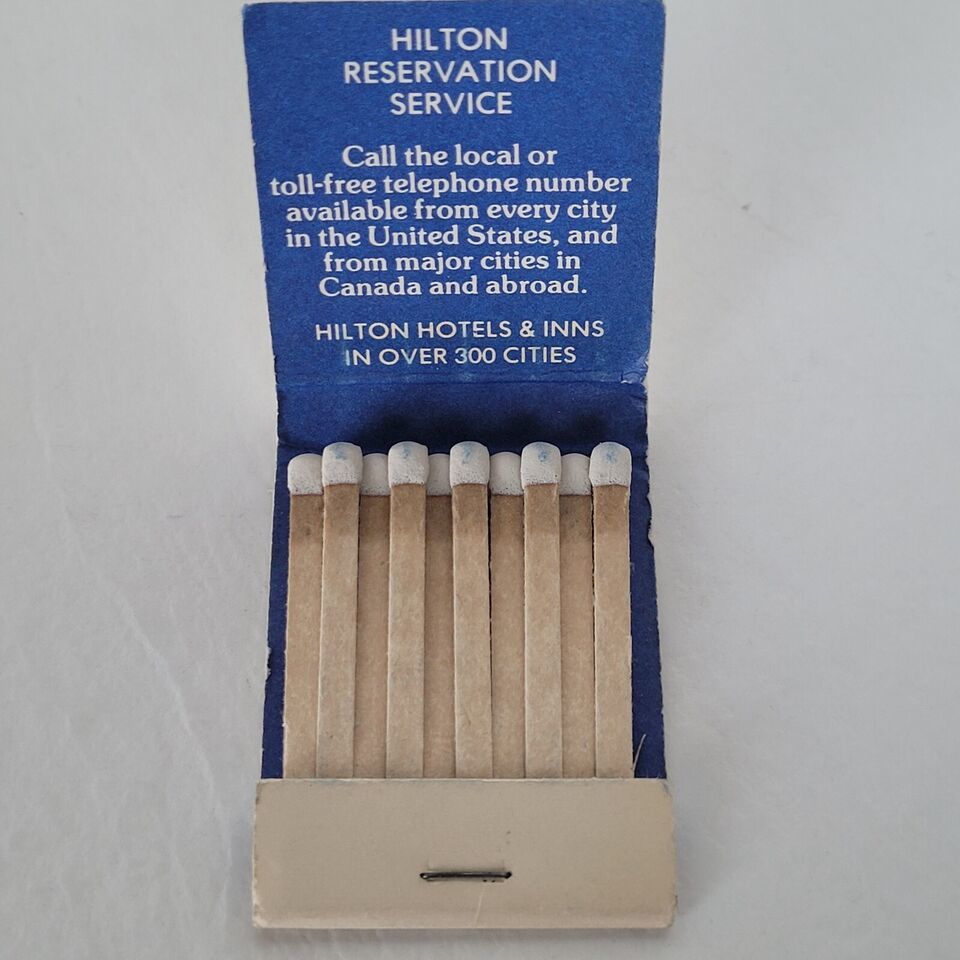 HILTON
RESERVATION
SERVICE
Call the local or
toll-free telephone number
available from every city
in the United States, and
from major cities in
Canada and abroad.
HILTON HOTELS & INNS
IN OVER 300 CITIES